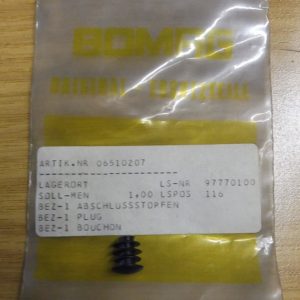 BOMAG
ORIGINAL - ERSATZTEILE
ARTIK.NR 06510207
LAGERORT LS-NR 97770100
SOLL-MEN 1,00 LSPOS 116
BEZ-1 ABSCHLUSSSTOPFEN
BEZ-1 PLUG
BEZ-1 BOUCHON